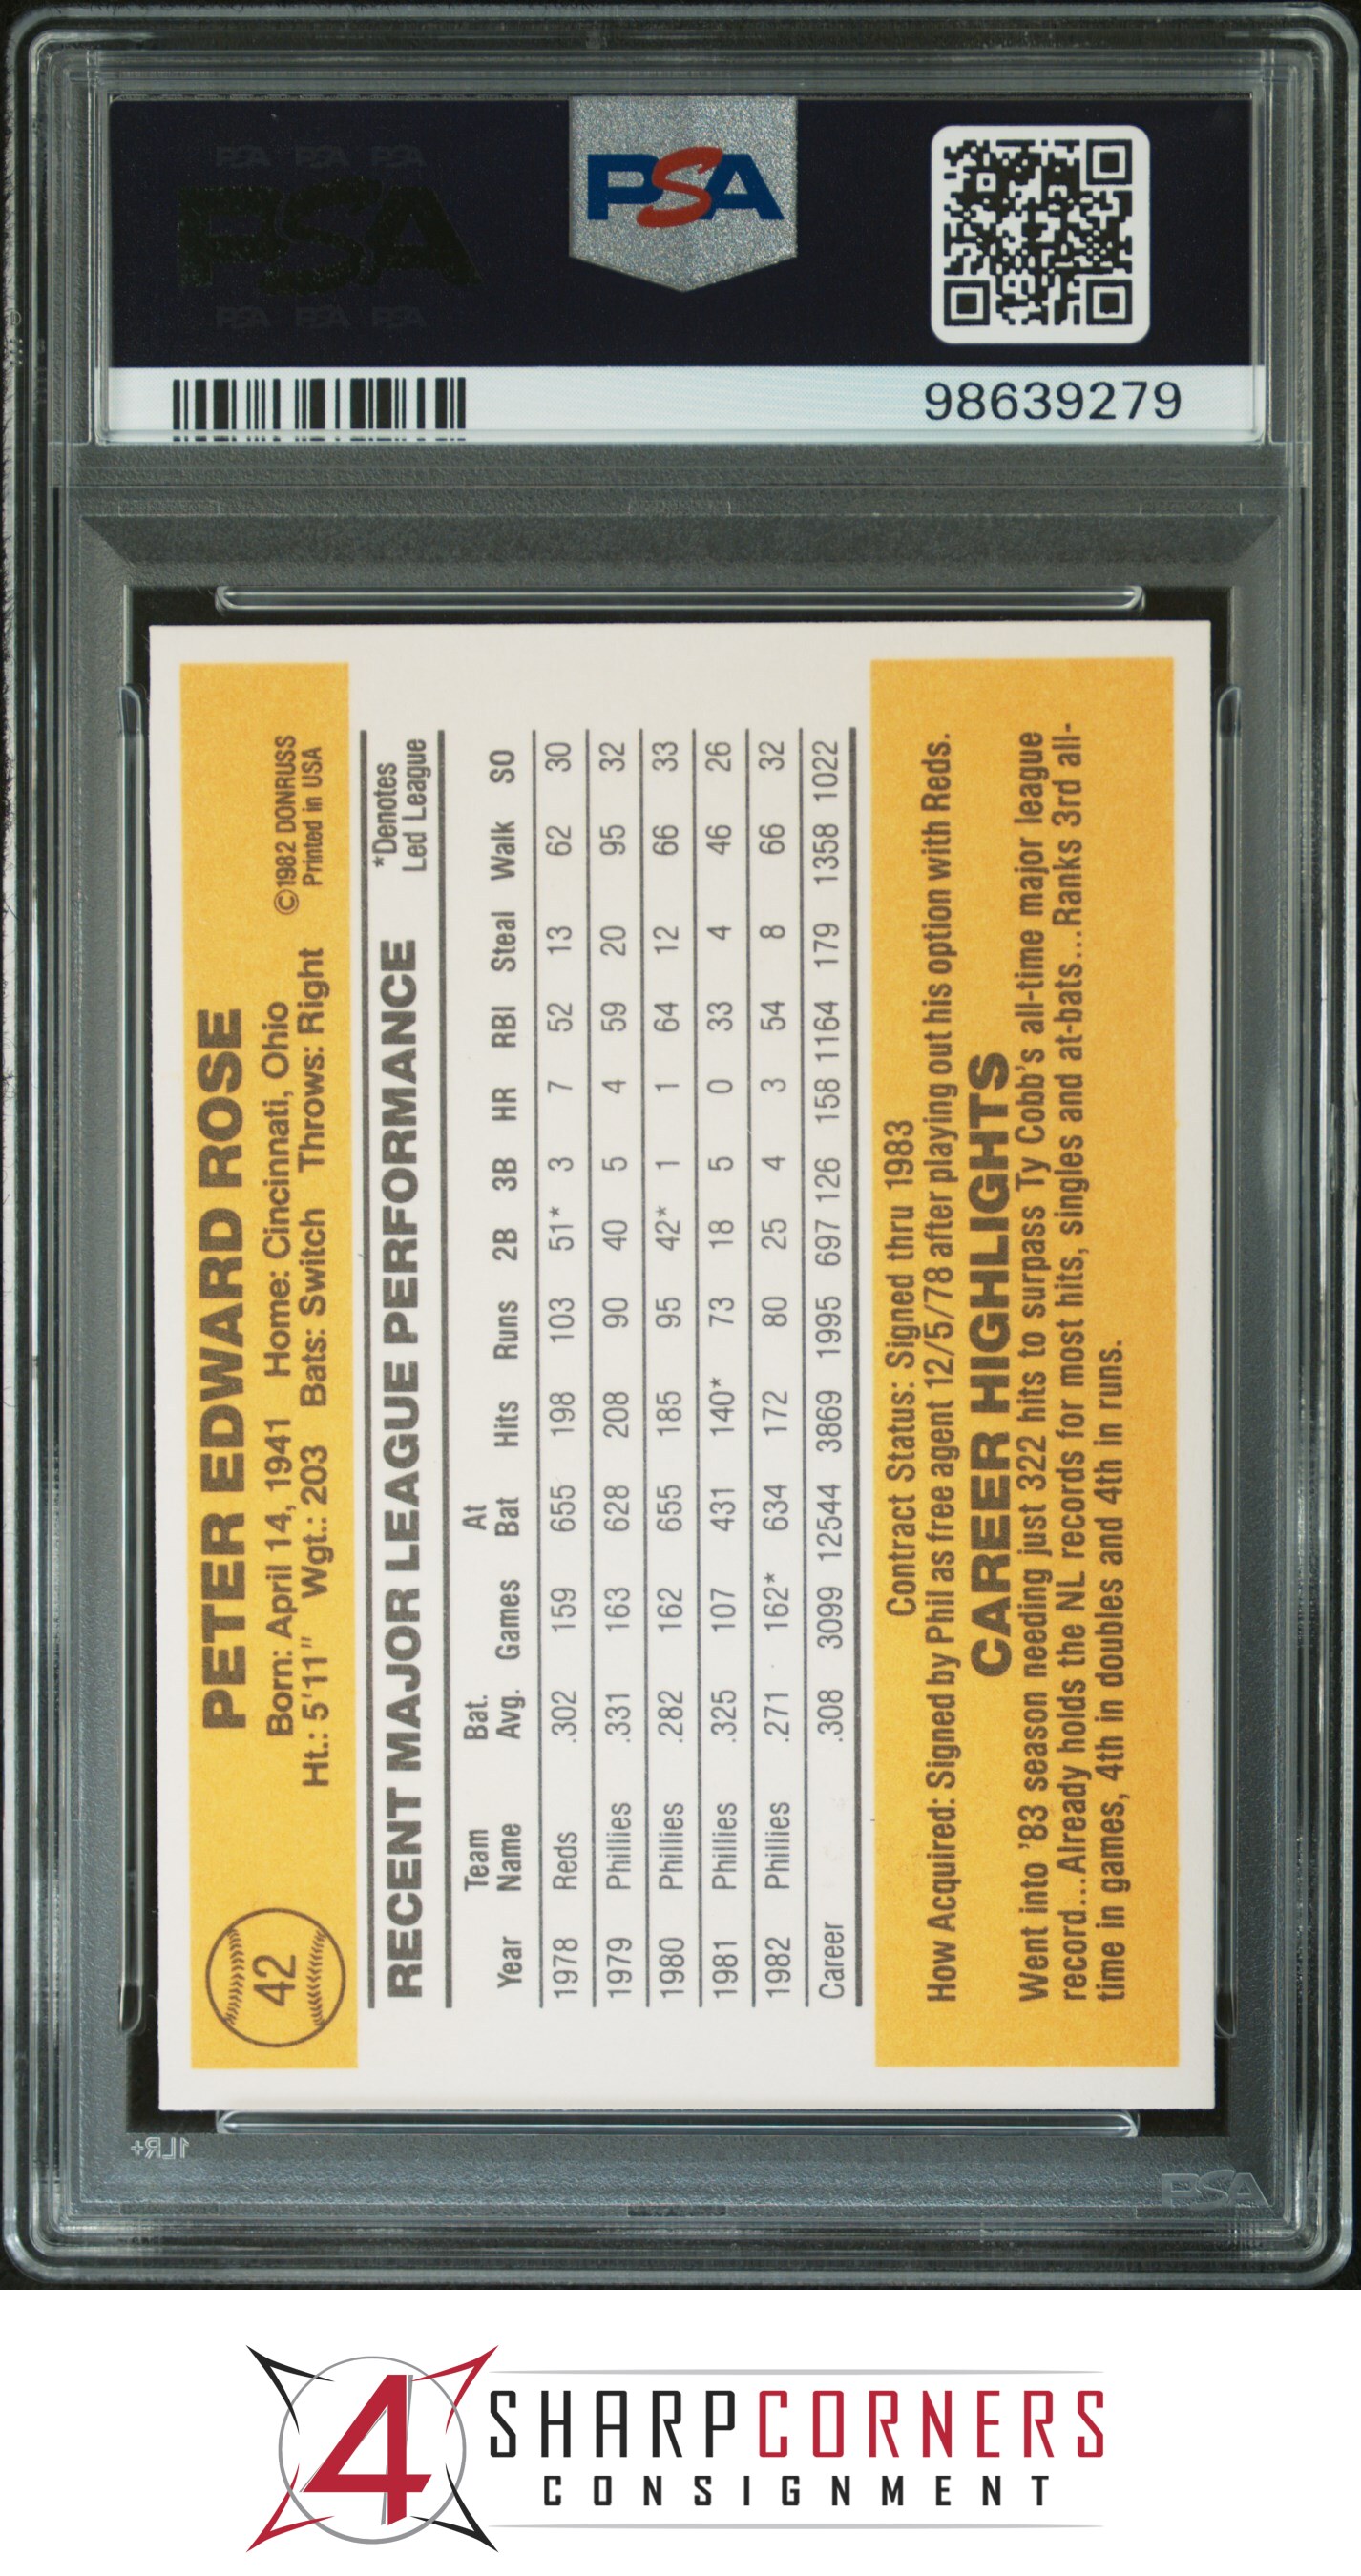 PSA PSA PSA
PSA
PSA PSA PSA
PSA
98639279
42
PETER EDWARD ROSE
©1982 DONRUSS
Born: April 14, 1941 Home: Cincinnati, Ohio
Printed in USA
Ht.: 5'11" Wgt.: 203 Bats: Switch Throws: Right
RECENT MAJOR LEAGUE PERFORMANCE
*Denotes
Led League
Year Team Name Bat. Avg. Games At Bat Hits Runs 2B 3B HR RBI Steal Walk SO
1978 Reds .302 159 655 198 103 51* 3 7 52 13 62 30
1979 Phillies .331 163 628 208 90 40 5 4 59 20 95 32
1980 Phillies .282 162 655 185 95 42* 1 1 64 12 66 33
1981 Phillies .325 107 431 140* 73 18 5 0 33 4 46 26
1982 Phillies .271 162* 634 172 80 25 4 3 54 8 66 32
Career .308 3099 12544 3869 1995 697 126 158 1164 179 1358 1022
Contract Status: Signed thru 1983
How Acquired: Signed by Phil as free agent 12/5/78 after playing out his option with Reds.
CAREER HIGHLIGHTS
Went into '83 season needing just 322 hits to surpass Ty Cobb's all-time major league
record...Already holds the NL records for most hits, singles and at-bats...Ranks 3rd all-
time in games, 4th in doubles and 4th in runs.
1LR+
PSA
4
SHARPCORNERS
CONSIGNMENT